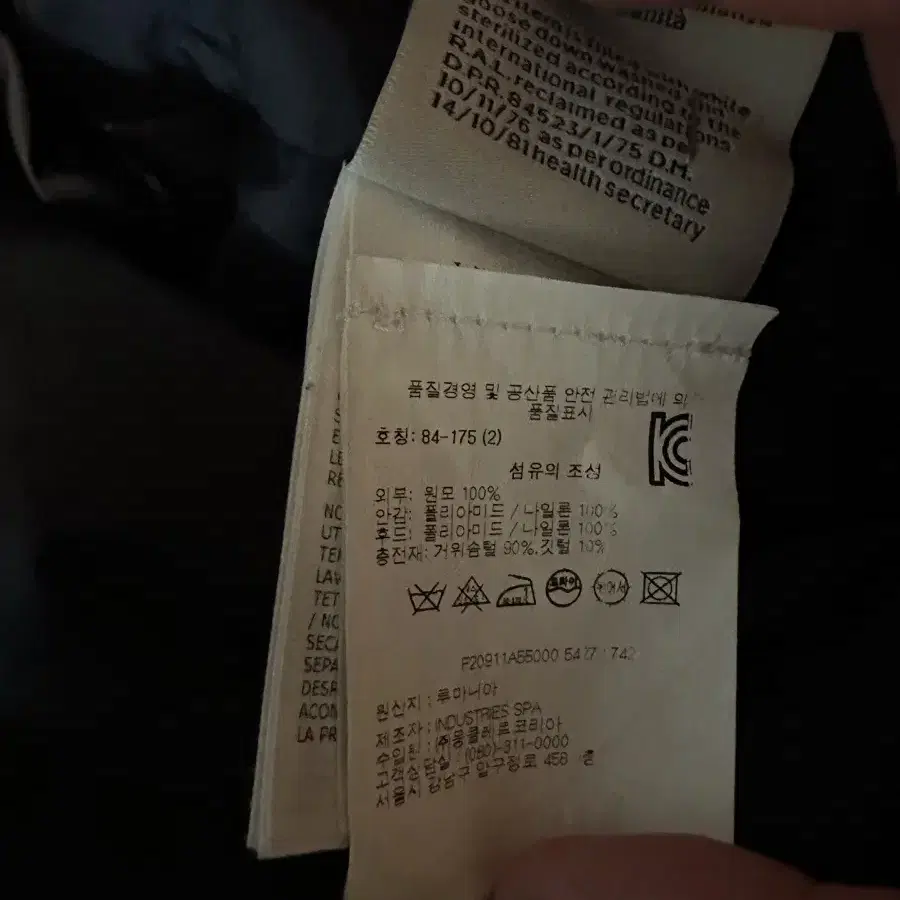 goose down washed and
sterilized according to the
international regulations
R.A.L. reclaimed as per
D.P.R. 845 23/1/75 D.M.
10/11/76 as per ordinance
14/10/81 health secretary
품질경영 및 공산품 안전 관리법에 의
품질표시
호칭: 84-175 (2)
섬유의 조성
외부: 원모 100%
안감: 폴리아미드 / 나일론 100%
후드: 폴리아미드 / 나일론 100%
충전재: 거위솜털 90%.깃털 10%
F20911A55000
원산지 : 루마니아
제조자 : INDUSTRIES SPA
수입원 : (주)몽클레르코리아
고객상담실 : (080)-311-0000
서울시 강남구 압구정로 458
NO
UT
TE
LAV
TET
/ NO
SECA
SEPA
DESP
ACON
LA PR